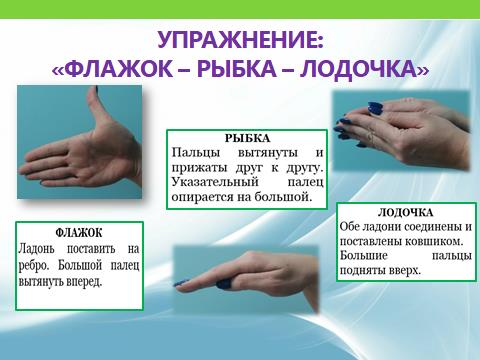 УПРАЖНЕНИЕ:
«ФЛАЖОК – РЫБКА – ЛОДОЧКА»
РЫБКА
Пальцы вытянуты и
прижаты друг к другу.
Указательный палец
опирается на большой.
ФЛАЖОК
Ладонь поставить на
ребро. Большой палец
вытянуть вперед.
ЛОДОЧКА
Обе ладони соединены и
поставлены ковшиком.
Большие пальцы
подняты вверх.